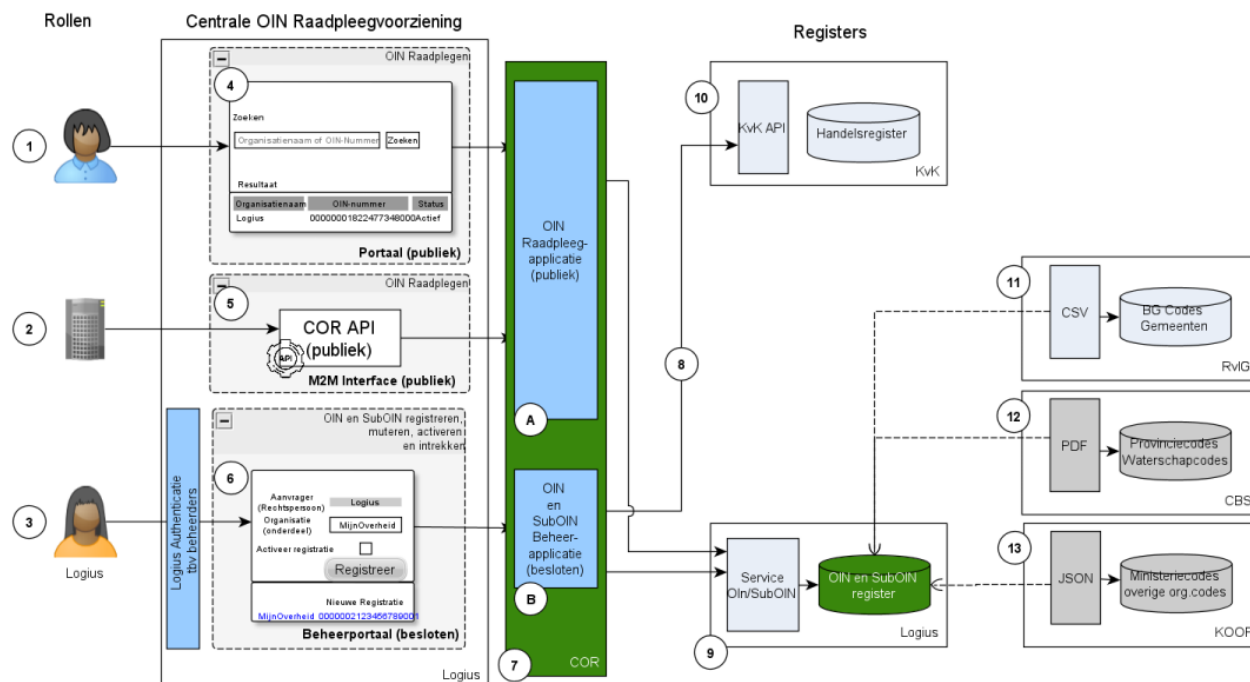 Rollen
Centrale OIN Raadpleegvoorziening
Registers
OIN Raadplegen
4
Zoeken
Organisatienaam of OIN-Nummer
Zoeken
Resultaat
Organisatienaam OIN-nummer Status
Logius 00000001822477348000Actief
Portaal (publiek)
1
OIN Raadplegen
5
COR API
(publiek)
API
M2M Interface (publiek)
2
OIN en SubOIN registreren,
muteren, activeren
en intrekken
6
Aanvrager
(Rechtspersoon)
Logius
Organisatie
(onderdeel)
MijnOverheid
Activeer registratie
Registreer
Nieuwe Registratie
MijnOverheid 0000002123456789001
Beheerportaal (besloten)
3
Logius
Logius Authenticatie
tbv beheerders
Logius
OIN
Raadpleeg-
applicatie
(publiek)
A
OIN
en
SubOIN
Beheer-
applicatie
(besloten)
B
7
COR
8
10
KvK API
Handelsregister
KvK
9
Service
OIn/SubOIN
OIN en SubOIN
register
Logius
11
CSV
BG Codes
Gemeenten
RvIG
12
PDF
Provinciecodes
Waterschapcodes
CBS
13
JSON
Ministeriecodes
overige org.codes
KOOP